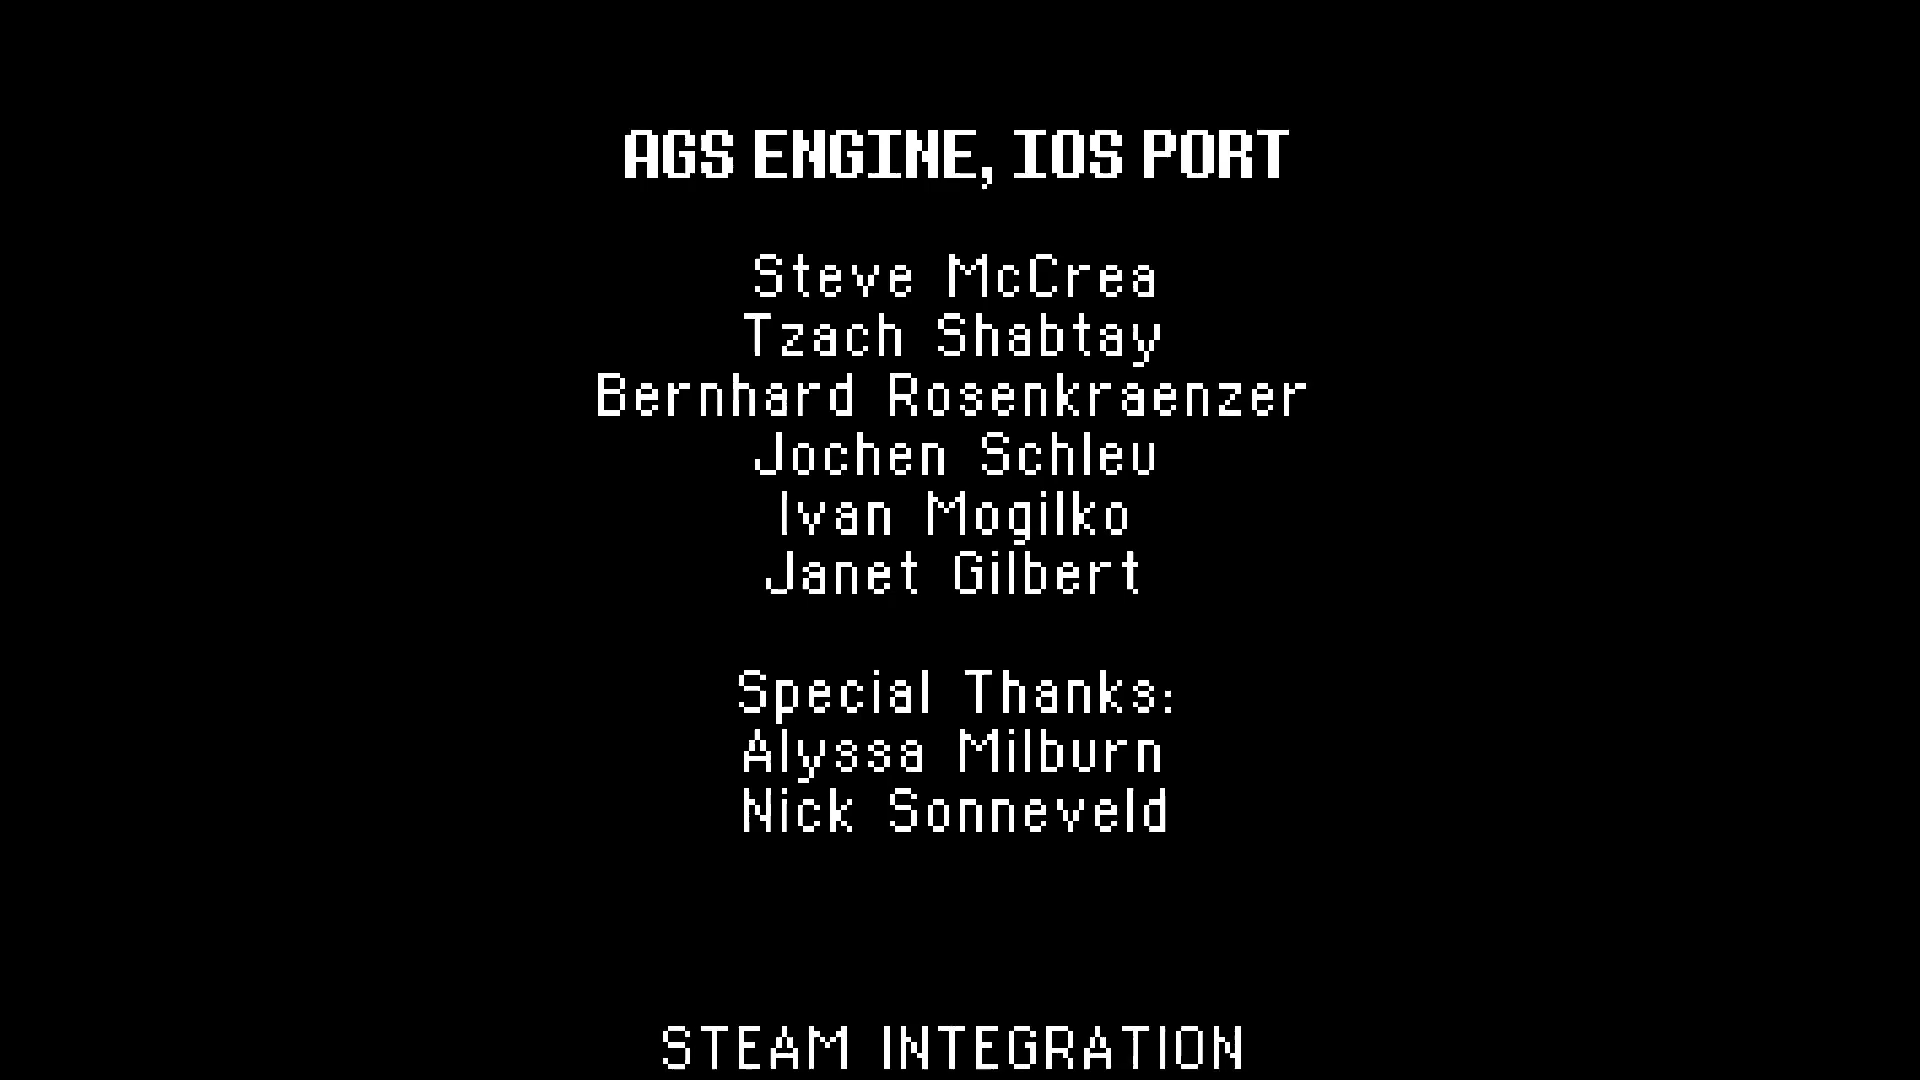 AGS ENGINE, IOS PORT
Steve McCrea
Tzach Shabtay
Bernhard Rosenkraenzer
Jochen Schleu
Ivan Mogilko
Janet Gilbert
Special Thanks:
Alyssa Milburn
Nick Sonneveld
STEAM INTEGRATION